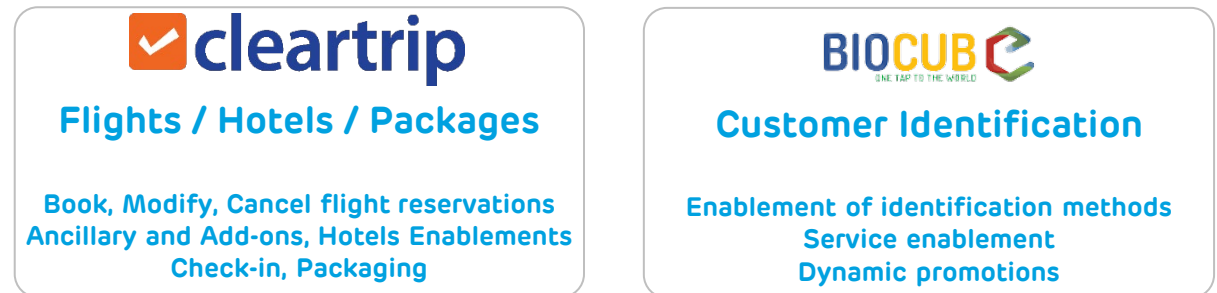 cleartrip
Flights / Hotels / Packages
Book, Modify, Cancel flight reservations
Ancillary and Add-ons, Hotels Enablements
Check-in, Packaging
BIOCUBE
ONE TAP TO THE WORLD
Customer Identification
Enablement of identification methods
Service enablement
Dynamic promotions